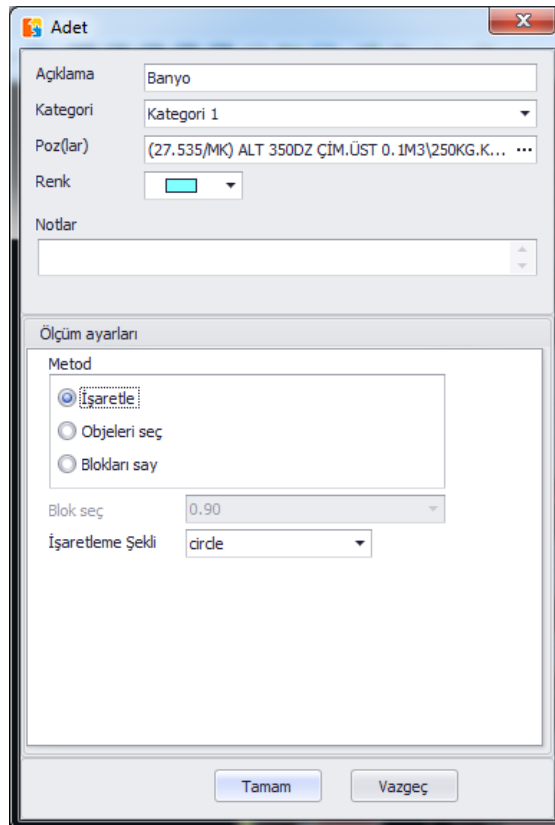 Adet
Açıklama Banyo
Kategori Kategori 1
Poz(lar) (27.535/MK) ALT 350DZ ÇİM.ÜST 0.1M3\250KG.K... ...
Renk
Notlar
Ölçüm ayarları
Metod
İşaretle
Objeleri seç
Blokları say
Blok seç 0.90
İşaretleme Şekli circle
Tamam Vazgeç